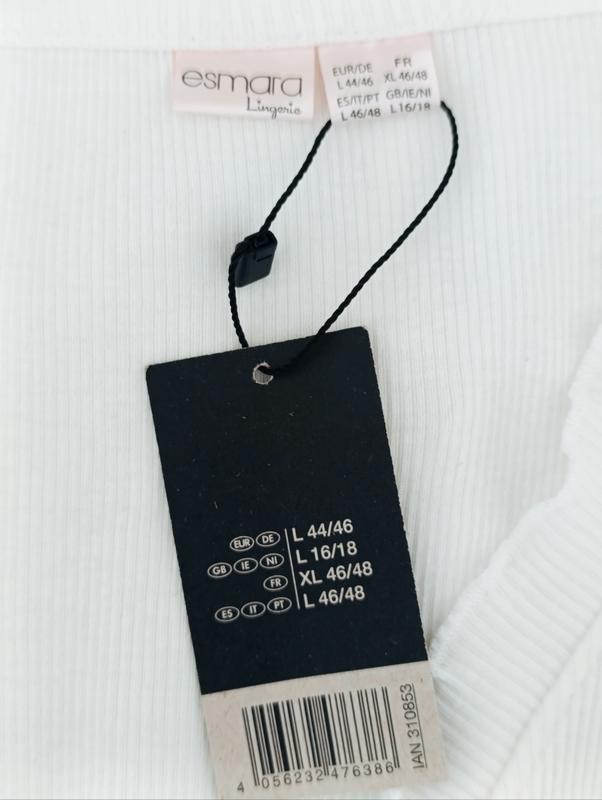 esmara
Lingerie
EUR/DE FR
L 44/46 XL 46/48
ES/IT/PT GB/IE/NI
L 46/48 L 16/18
EUR DE L 44/46
GB IE NI L 16/18
FR XL 46/48
ES IT PT L 46/48
4 056232 476386
IAN 310853